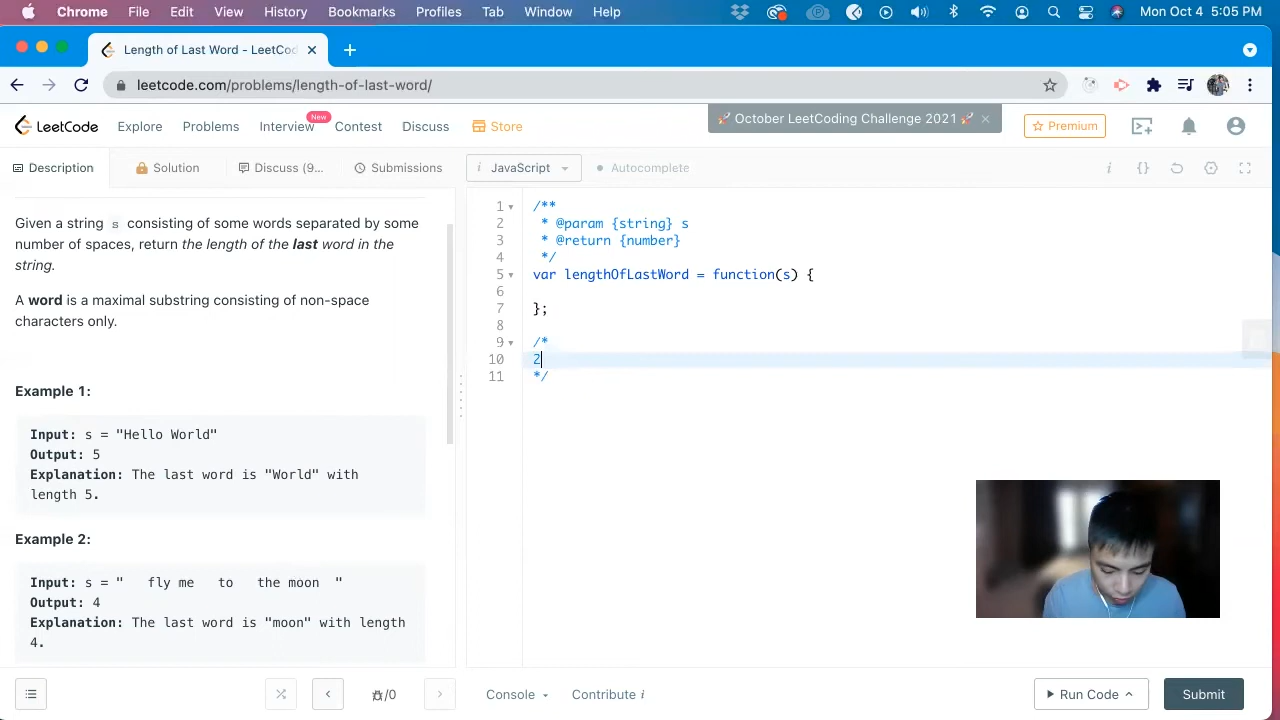 Chrome File Edit View History Bookmarks Profiles Tab Window Help Mon Oct 4 5:05 PM
Length of Last Word - LeetCod
leetcode.com/problems/length-of-last-word/
LeetCode Explore Problems Interview New Contest Discuss Store 🚀 October LeetCoding Challenge 2021 🚀 × Premium
Description Solution Discuss (9... Submissions i JavaScript Autocomplete i {}
Given a string s consisting of some words separated by some
number of spaces, return the length of the last word in the
string.
A word is a maximal substring consisting of non-space
characters only.
Example 1:
Input: s = "Hello World"
Output: 5
Explanation: The last word is "World" with
length 5.
Example 2:
Input: s = "   fly me   to   the moon  "
Output: 4
Explanation: The last word is "moon" with length
4.
1 /**
2  * @param {string} s
3  * @return {number}
4  */
5 var lengthOfLastWord = function(s) {
6
7 };
8
9 /*
10 2
11 */
/0 Console Contribute i Run Code Submit